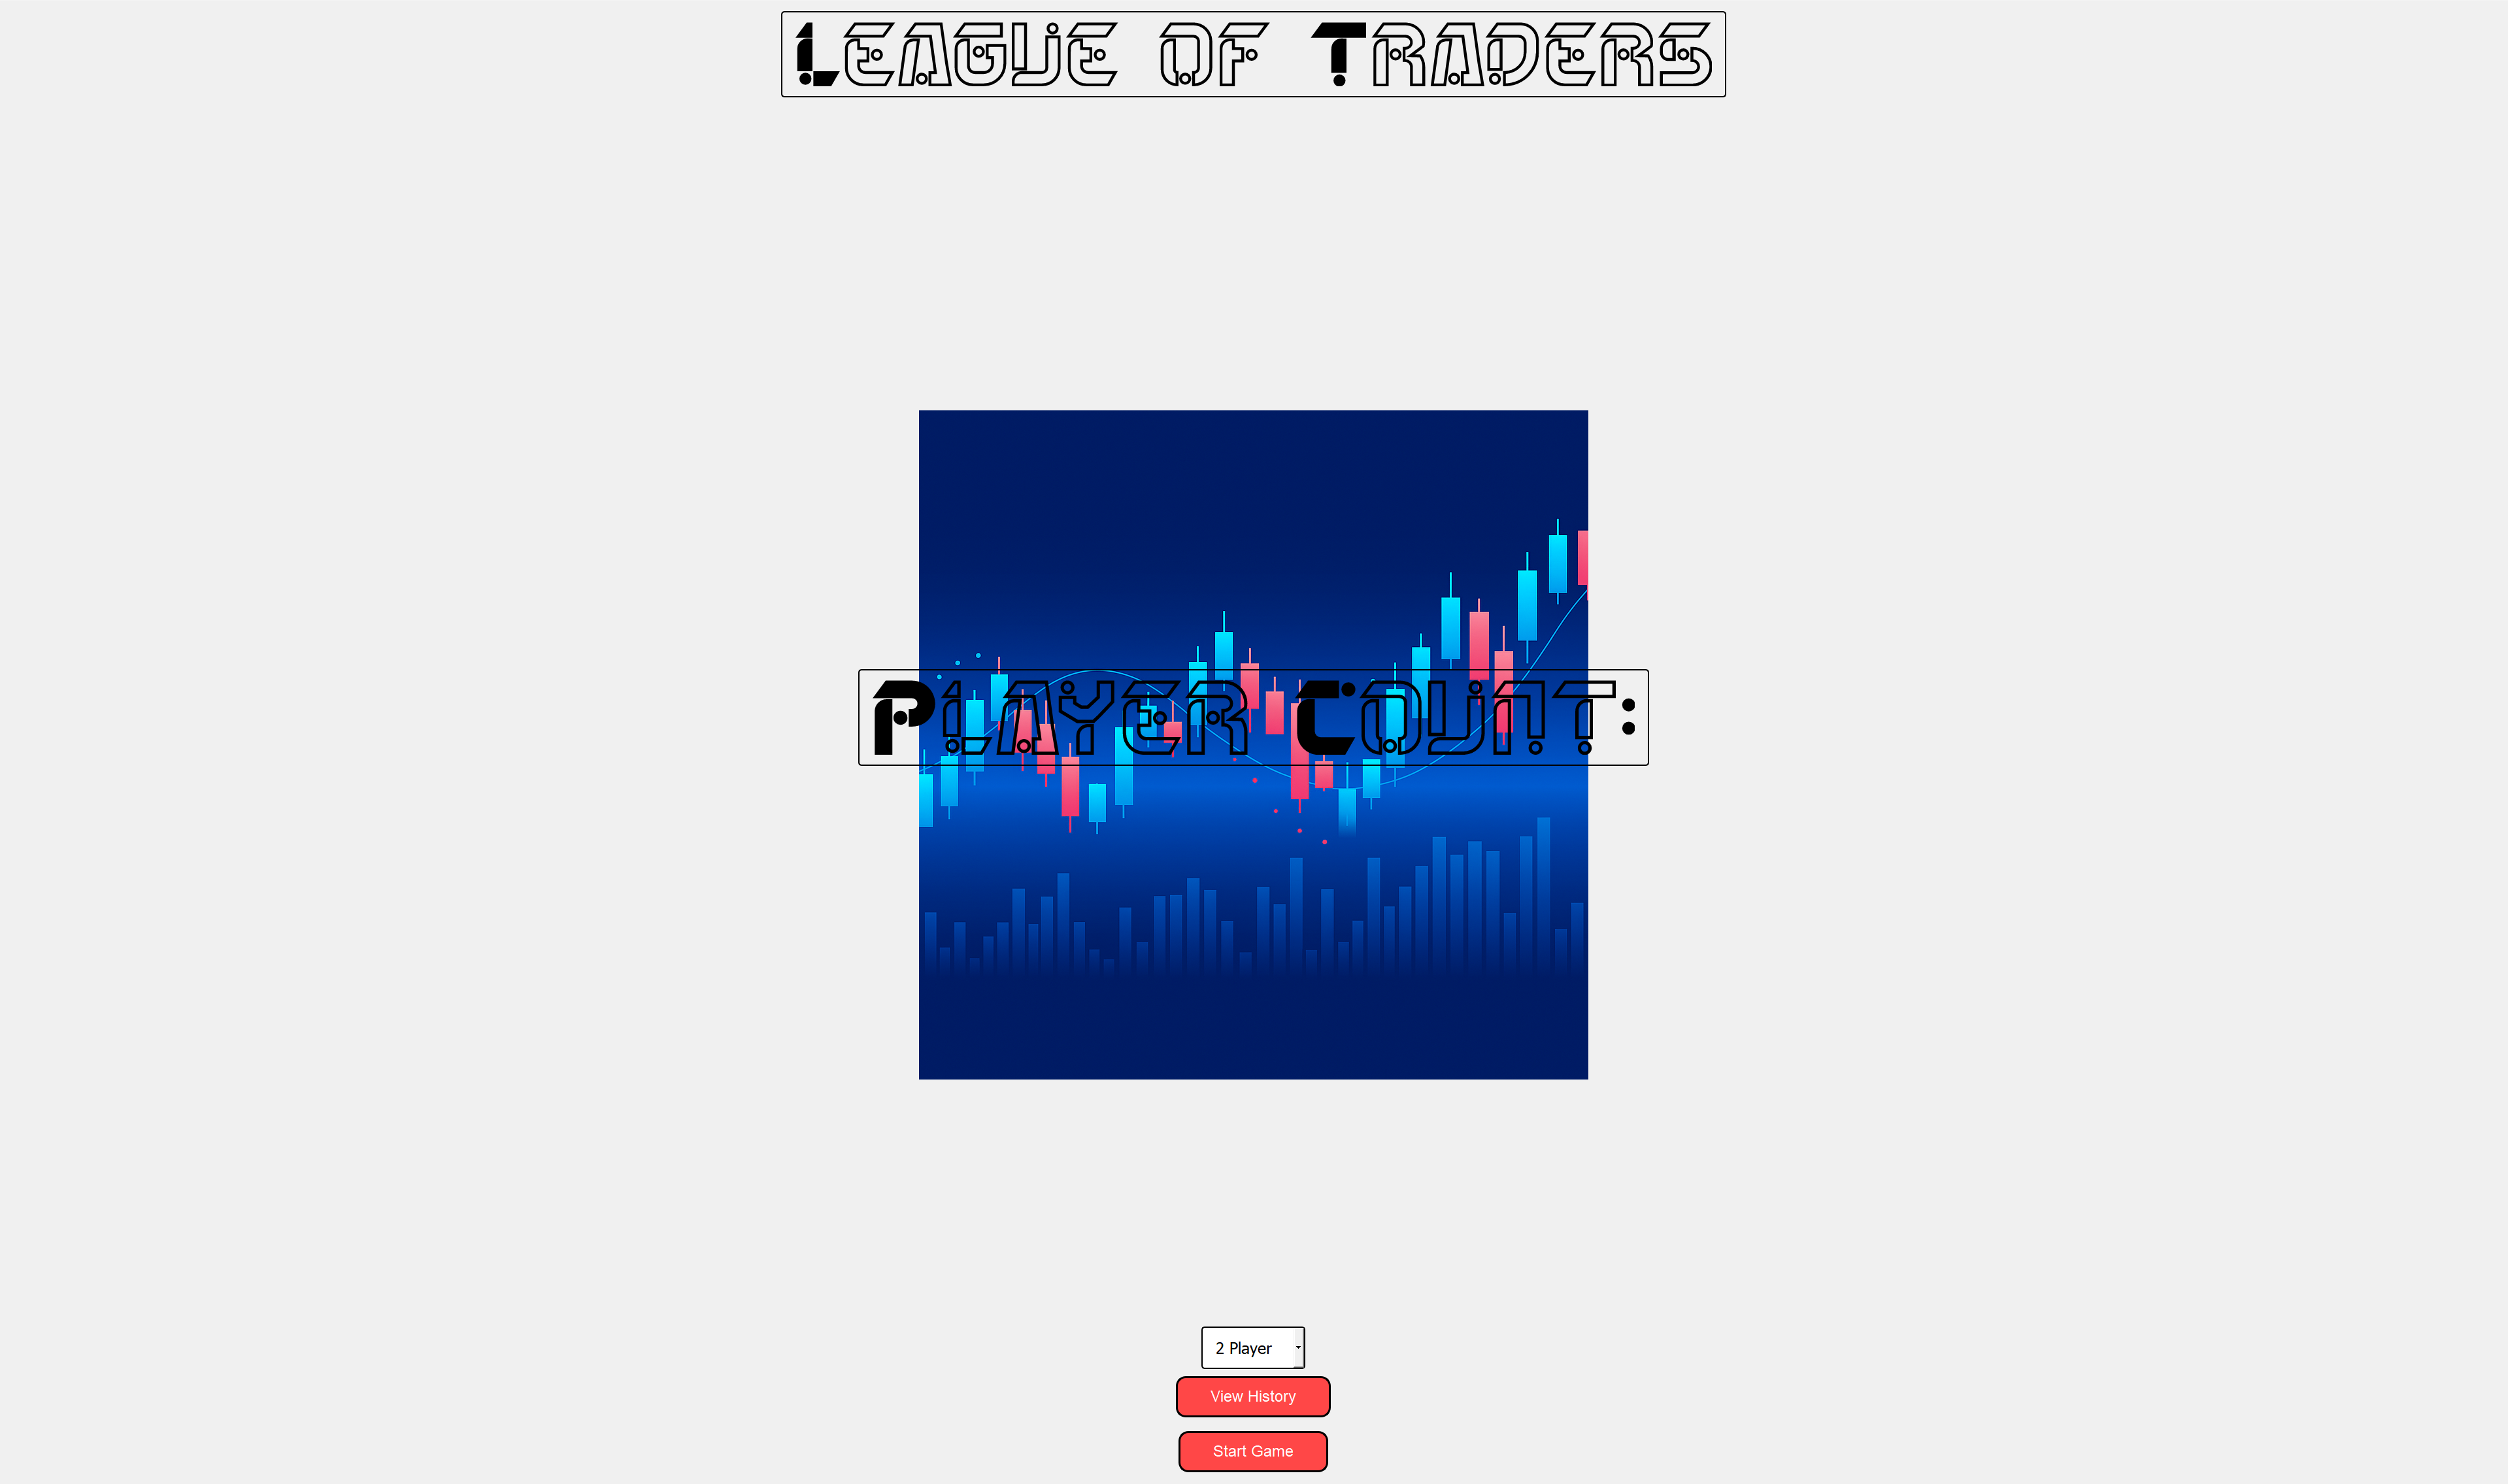 League Of Traders
Player Count:
2 Player
View History
Start Game